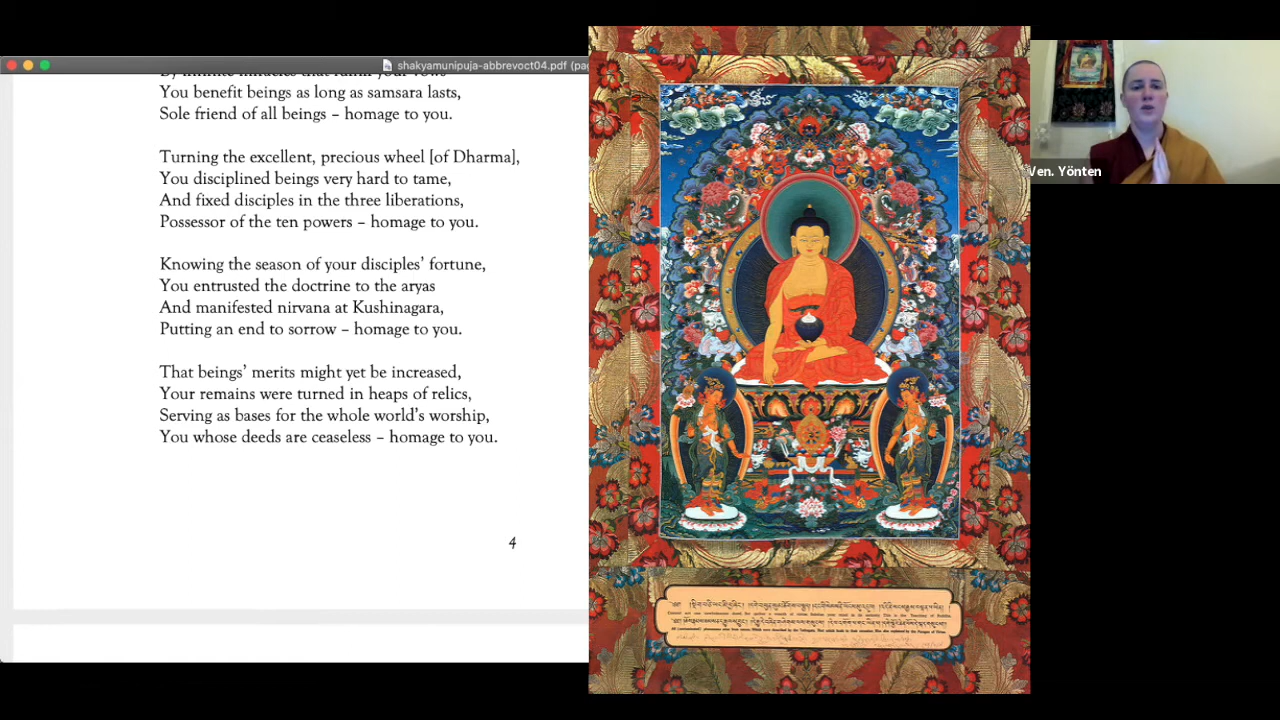 shakyamunipuja-abbrevoct04.pdf (pa
You benefit beings as long as samsara lasts,
Sole friend of all beings – homage to you.
Turning the excellent, precious wheel [of Dharma],
You disciplined beings very hard to tame,
And fixed disciples in the three liberations,
Possessor of the ten powers – homage to you.
Knowing the season of your disciples’ fortune,
You entrusted the doctrine to the aryas
And manifested nirvana at Kushinagara,
Putting an end to sorrow – homage to you.
That beings’ merits might yet be increased,
Your remains were turned in heaps of relics,
Serving as bases for the whole world’s worship,
You whose deeds are ceaseless – homage to you.
4
Ven. Yönten